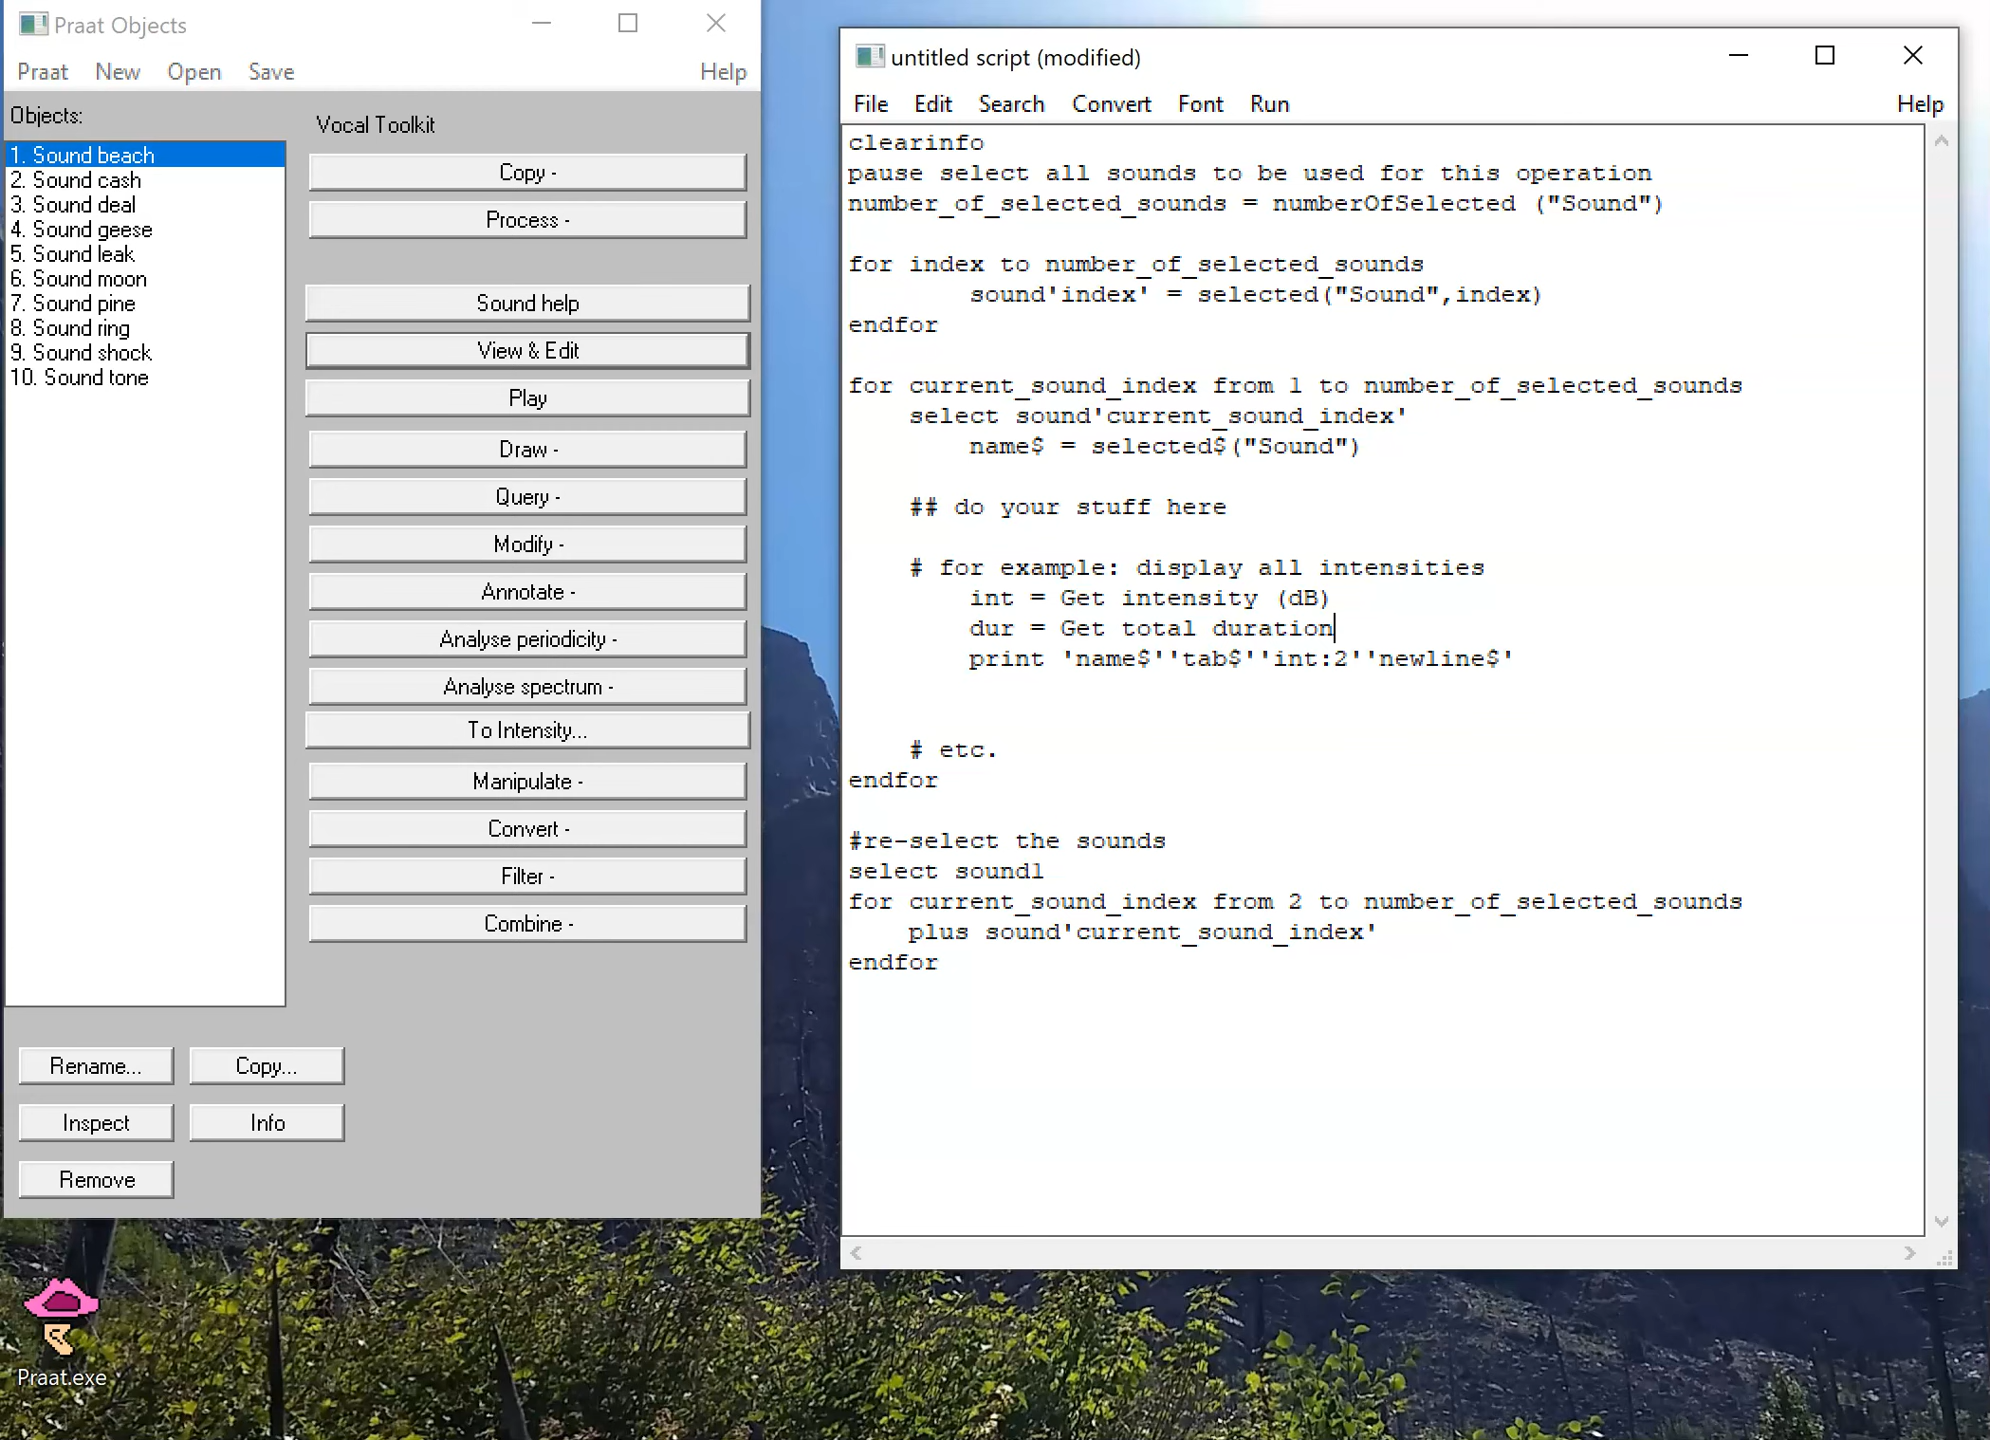 Praat Objects
Praat New Open Save Help
Objects:
1. Sound beach
2. Sound cash
3. Sound deal
4. Sound geese
5. Sound leak
6. Sound moon
7. Sound pine
8. Sound ring
9. Sound shock
10. Sound tone
Vocal Toolkit
Copy -
Process -
Sound help
View & Edit
Play
Draw -
Query -
Modify -
Annotate -
Analyse periodicity -
Analyse spectrum -
To Intensity...
Manipulate -
Convert -
Filter -
Combine -
Rename... Copy...
Inspect Info
Remove
Praat.exe
untitled script (modified)
File Edit Search Convert Font Run Help
clearinfo
pause select all sounds to be used for this operation
number_of_selected_sounds = numberOfSelected ("Sound")
for index to number_of_selected_sounds
sound'index' = selected("Sound",index)
endfor
for current_sound_index from 1 to number_of_selected_sounds
select sound'current_sound_index'
name$ = selected$("Sound")
## do your stuff here
# for example: display all intensities
int = Get intensity (dB)
dur = Get total duration
print 'name$''tab$''int:2''newline$'
# etc.
endfor
#re-select the sounds
select sound1
for current_sound_index from 2 to number_of_selected_sounds
plus sound'current_sound_index'
endfor